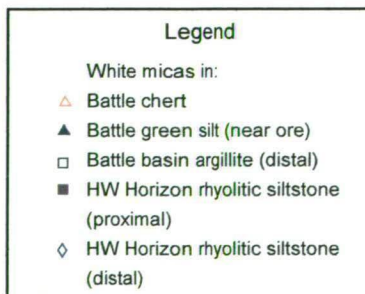 Legend
White micas in:
Battle chert
Battle green silt (near ore)
Battle basin argillite (distal)
HW Horizon rhyolitic siltstone
(proximal)
HW Horizon rhyolitic siltstone
(distal)